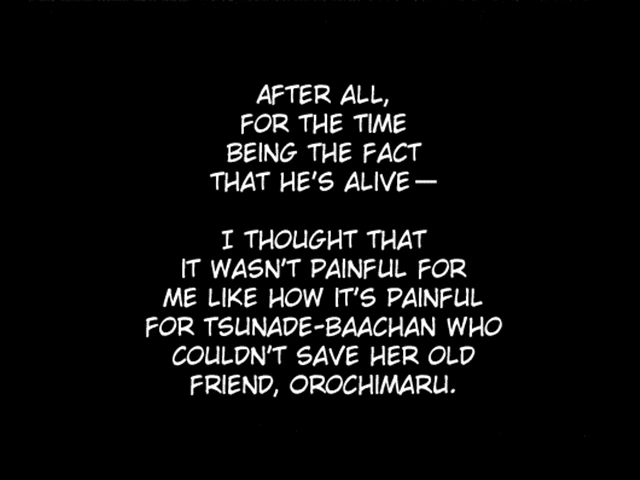 AFTER ALL,
FOR THE TIME
BEING THE FACT
THAT HE'S ALIVE—
I THOUGHT THAT
IT WASN'T PAINFUL FOR
ME LIKE HOW IT'S PAINFUL
FOR TSUNADE-BAACHAN WHO
COULDN'T SAVE HER OLD
FRIEND, OROCHIMARU.